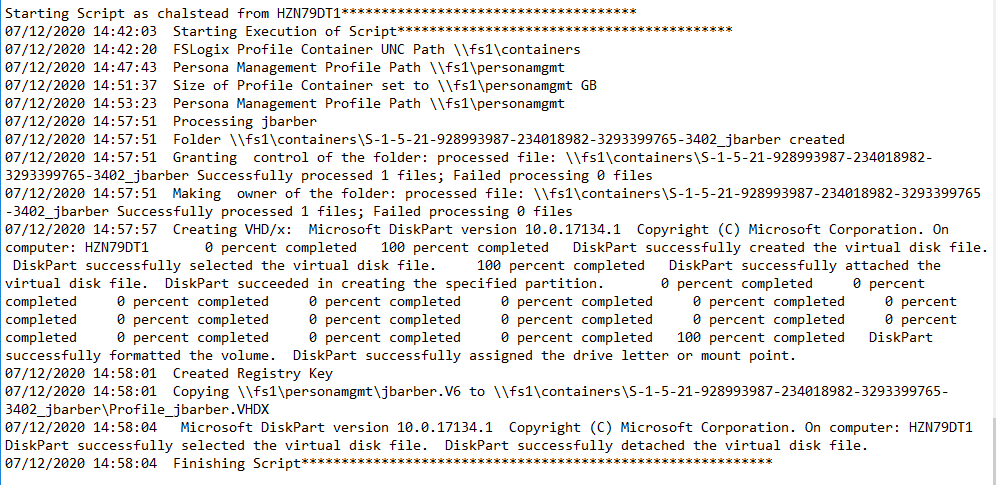 Starting Script as chalstead from HZN79DT1*************************************
07/12/2020 14:42:03  Starting Execution of Script******************************************
07/12/2020 14:42:20  FSLogix Profile Container UNC Path \\fs1\containers
07/12/2020 14:47:43  Persona Management Profile Path \\fs1\personamgmt
07/12/2020 14:51:37  Size of Profile Container set to \\fs1\personamgmt GB
07/12/2020 14:53:23  Persona Management Profile Path \\fs1\personamgmt
07/12/2020 14:57:51  Processing jbarber
07/12/2020 14:57:51  Folder \\fs1\containers\S-1-5-21-928993987-234018982-3293399765-3402_jbarber created
07/12/2020 14:57:51  Granting  control of the folder: processed file: \\fs1\containers\S-1-5-21-928993987-234018982-
3293399765-3402_jbarber Successfully processed 1 files; Failed processing 0 files
07/12/2020 14:57:51  Making  owner of the folder: processed file: \\fs1\containers\S-1-5-21-928993987-234018982-3293399765
-3402_jbarber Successfully processed 1 files; Failed processing 0 files
07/12/2020 14:57:57  Creating VHD/x:  Microsoft DiskPart version 10.0.17134.1  Copyright (C) Microsoft Corporation. On
computer: HZN79DT1       0 percent completed   100 percent completed   DiskPart successfully created the virtual disk file.
 DiskPart successfully selected the virtual disk file.     100 percent completed   DiskPart successfully attached the
virtual disk file.  DiskPart succeeded in creating the specified partition.       0 percent completed     0 percent
completed     0 percent completed     0 percent completed     0 percent completed     0 percent completed     0 percent
completed     0 percent completed     0 percent completed     0 percent completed     0 percent completed     0 percent
completed     0 percent completed     0 percent completed     0 percent completed   100 percent completed   DiskPart
successfully formatted the volume.  DiskPart successfully assigned the drive letter or mount point.
07/12/2020 14:58:01  Created Registry Key
07/12/2020 14:58:01  Copying \\fs1\personamgmt\jbarber.V6 to \\fs1\containers\S-1-5-21-928993987-234018982-3293399765-
3402_jbarber\Profile_jbarber.VHDX
07/12/2020 14:58:04   Microsoft DiskPart version 10.0.17134.1  Copyright (C) Microsoft Corporation. On computer: HZN79DT1
DiskPart successfully selected the virtual disk file.  DiskPart successfully detached the virtual disk file.
07/12/2020 14:58:04  Finishing Script***********************************************************